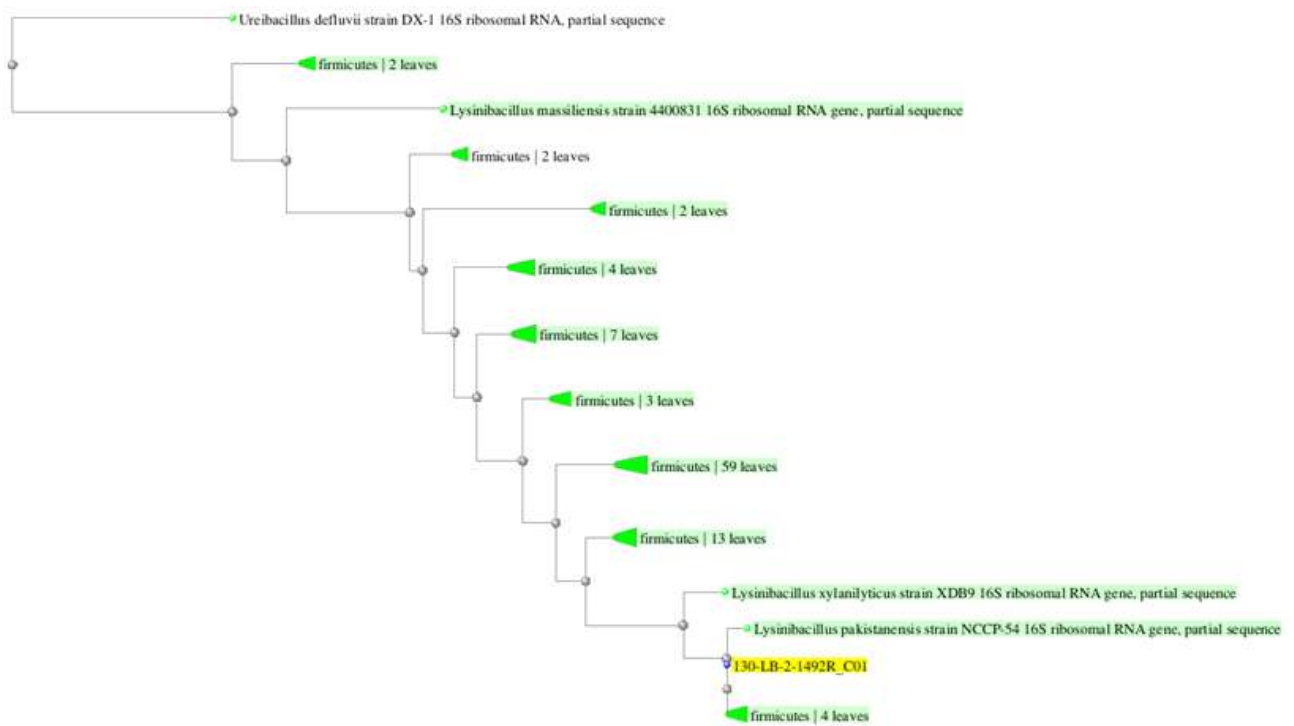 Ureibacillus defluvii strain DX-1 16S ribosomal RNA, partial sequence
firmicutes | 2 leaves
Lysinibacillus massiliensis strain 4400831 16S ribosomal RNA gene, partial sequence
firmicutes | 2 leaves
firmicutes | 2 leaves
firmicutes | 4 leaves
firmicutes | 7 leaves
firmicutes | 3 leaves
firmicutes | 59 leaves
firmicutes | 13 leaves
Lysinibacillus xylanilyticus strain XDB9 16S ribosomal RNA gene, partial sequence
Lysinibacillus pakistanensis strain NCCP-54 16S ribosomal RNA gene, partial sequence
130-LB-2-1492R_C01
firmicutes | 4 leaves